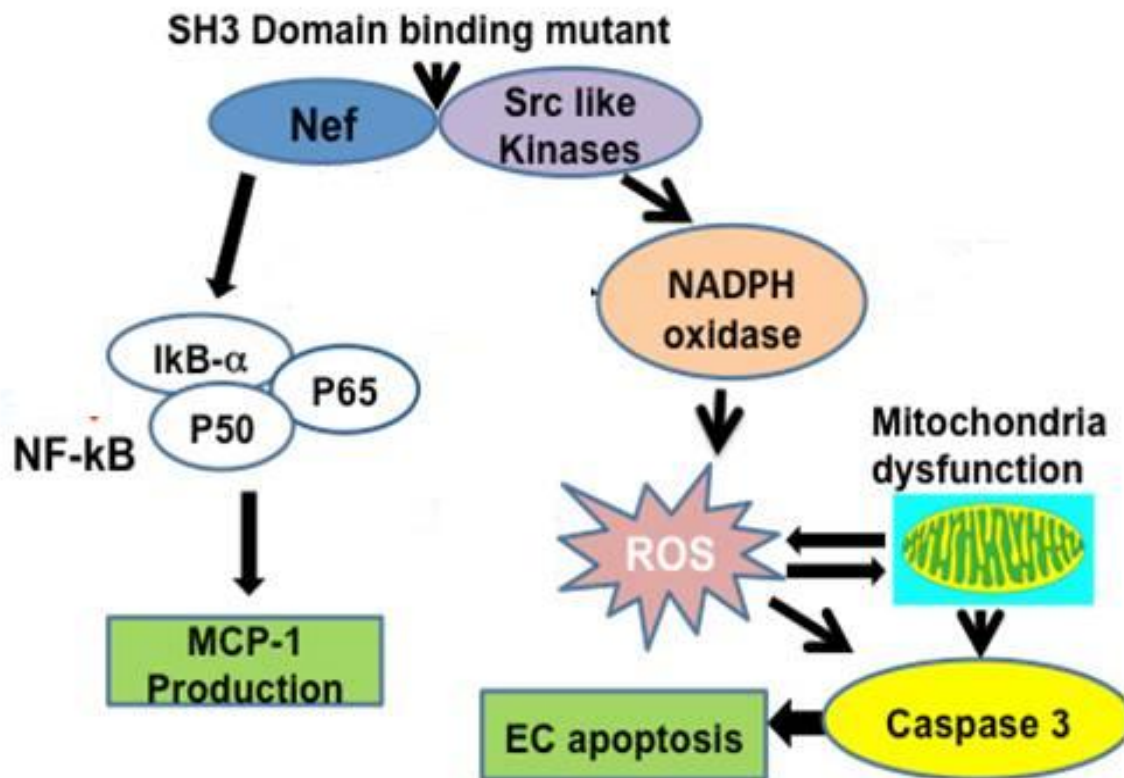 SH3 Domain binding mutant
Nef
Src like
Kinases
NADPH
oxidase
IkB-α
P65
P50
NF-kB
Mitochondria
dysfunction
ROS
MCP-1
Production
Caspase 3
EC apoptosis